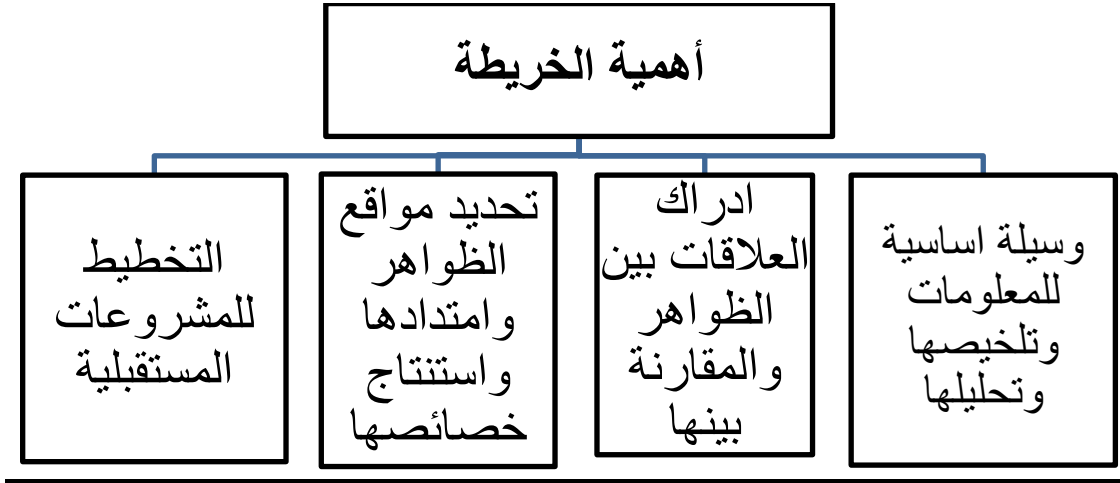 أهمية الخريطة
وسيلة اساسية
للمعلومات
وتلخيصها
وتحليلها
ادراك
العلاقات بين
الظواهر
والمقارنة
بينها
تحديد مواقع
الظواهر
وامتدادها
واستنتاج
خصائصها
التخطيط
للمشروعات
المستقبلية